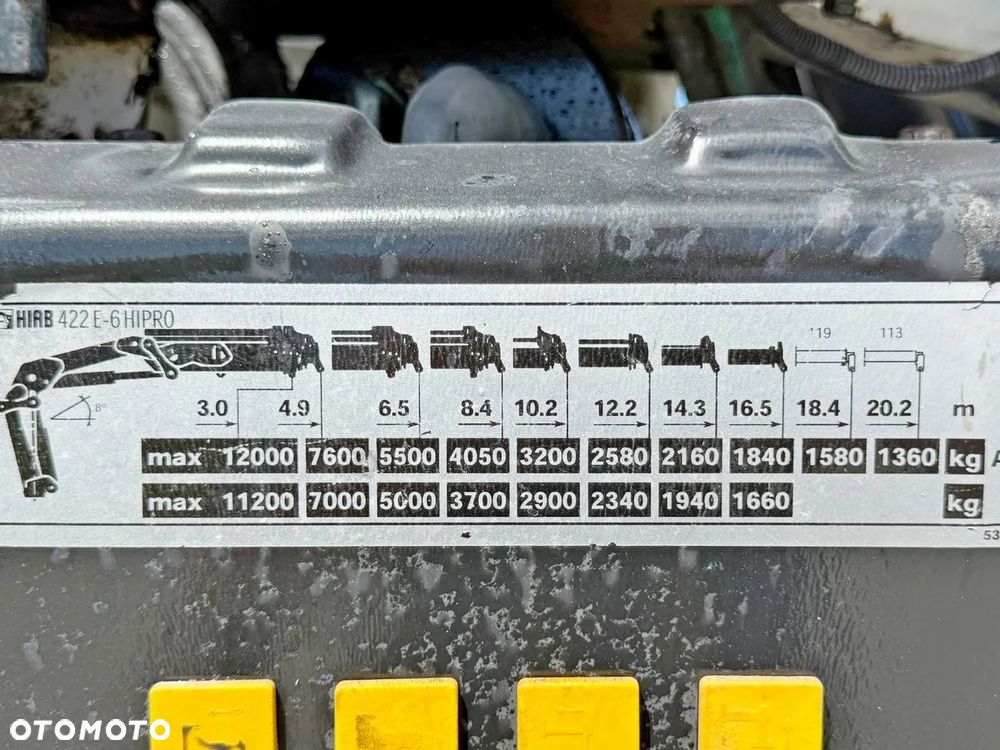 HIAB 422 E-6 HIPRO
119 113
8°
3.0 4.9 6.5 8.4 10.2 12.2 14.3 16.5 18.4 20.2 m
max 12000 7600 5500 4050 3200 2580 2160 1840 1580 1360 kg A
max 11200 7000 5000 3700 2900 2340 1940 1660 kg
53
OTOMOTO